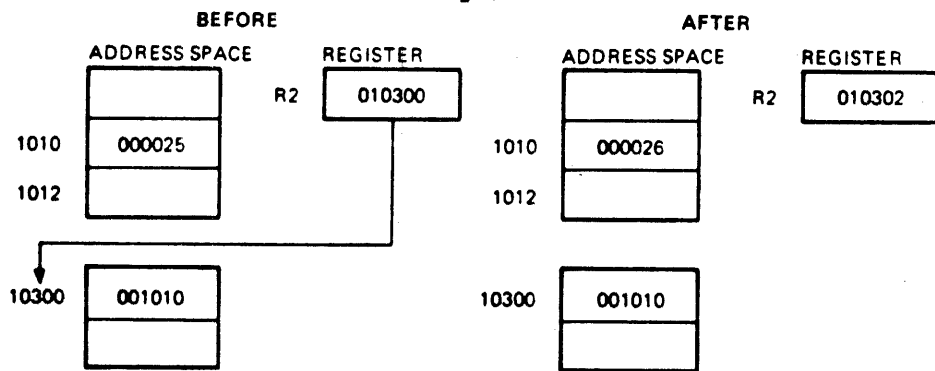 BEFORE AFTER
ADDRESS SPACE REGISTER ADDRESS SPACE REGISTER
R2 010300 R2 010302
1010 000025 1010 000026
1012 1012
10300 001010 10300 001010